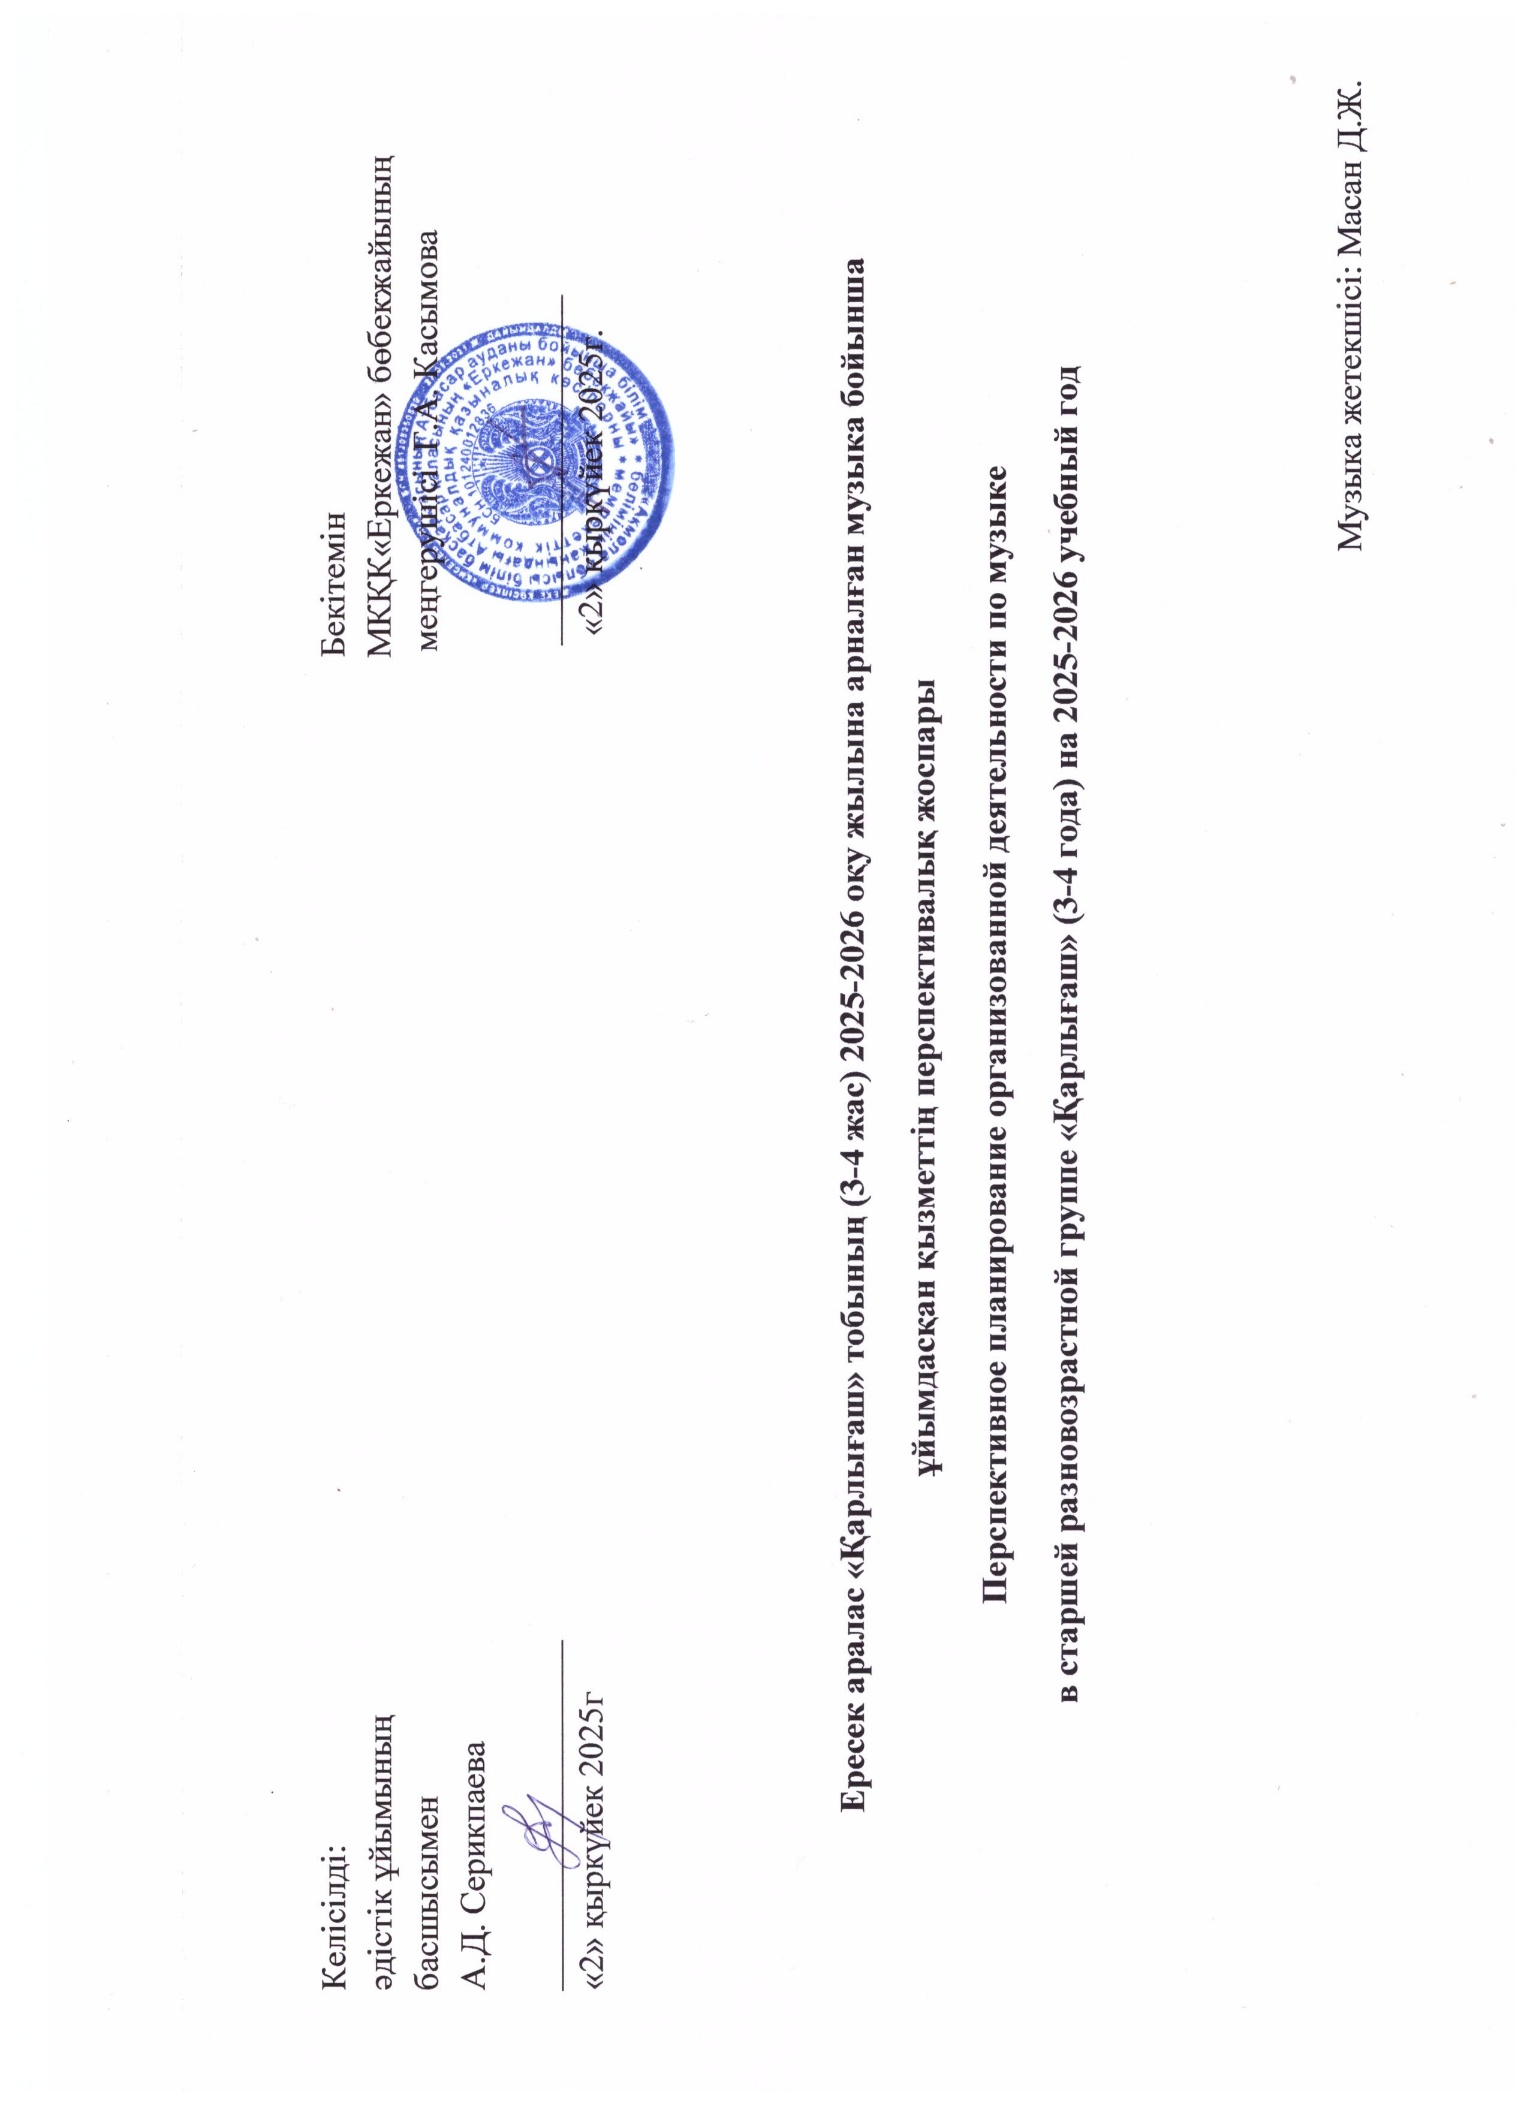 Келісілді:
әдістік ұйымының
басшысымен
А.Д. Серикпаева
«2» қыркүйек 2025г
Бекітемін
МКҚК«Еркежан» бөбекжайының
меңгерушісі Г.А. Касымова
«2» қыркүйек 2025г.
Ересек аралас «Қарлығаш» тобының (3-4 жас) 2025-2026 оқу жылына арналған музыка бойынша
ұйымдасқан қызметтің перспективалық жоспары
Перспективное планирование организованной деятельности по музыке
в старшей разновозрастной группе «Қарлығаш» (3-4 года) на 2025-2026 учебный год
Музыка жетекшісі: Масан Д.Ж.